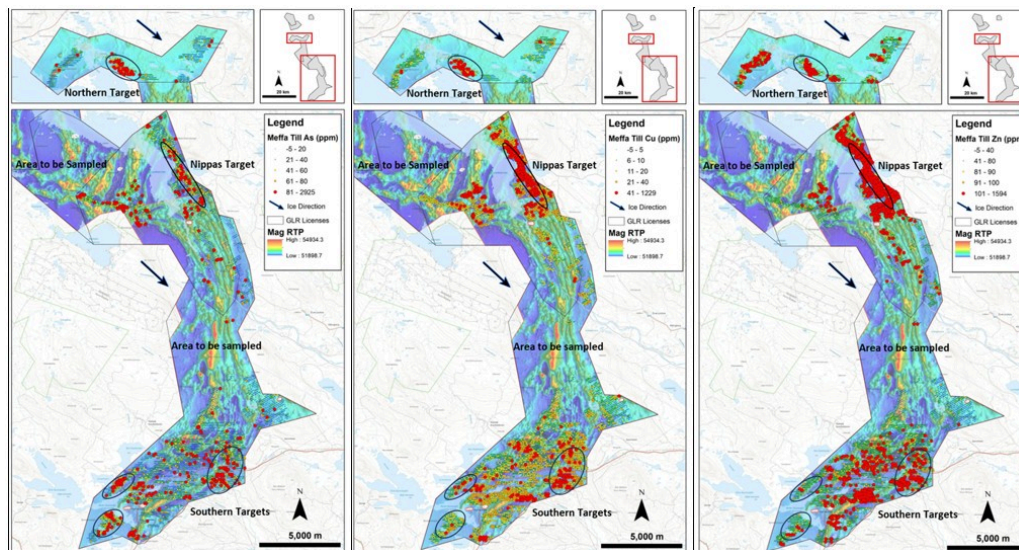 Northern Target
N
20 km
Area to be Sampled
Nippas Target
Legend
Meffa Till As (ppm)
-5 - 20
21 - 40
41 - 60
61 - 80
81 - 2925
Ice Direction
GLR Licenses
Mag RTP
High : 54934.3
Low : 51898.7
Area to be sampled
Southern Targets
N
5,000 m
Northern Target
N
20 km
Area to be Sampled
Nippas Target
Legend
Meffa Till Cu (ppm)
-5 - 5
6 - 10
11 - 20
21 - 40
41 - 1229
Ice Direction
GLR Licenses
Mag RTP
High : 54934.3
Low : 51898.7
Area to be sampled
Southern Targets
N
5,000 m
Northern Target
N
20 km
Area to be Sampled
Nippas Target
Legend
Meffa Till Zn (ppm)
-5 - 40
41 - 80
81 - 90
91 - 100
101 - 1594
Ice Direction
GLR Licenses
Mag RTP
High : 54934.3
Low : 51898.7
Area to be sampled
Southern Targets
N
5,000 m